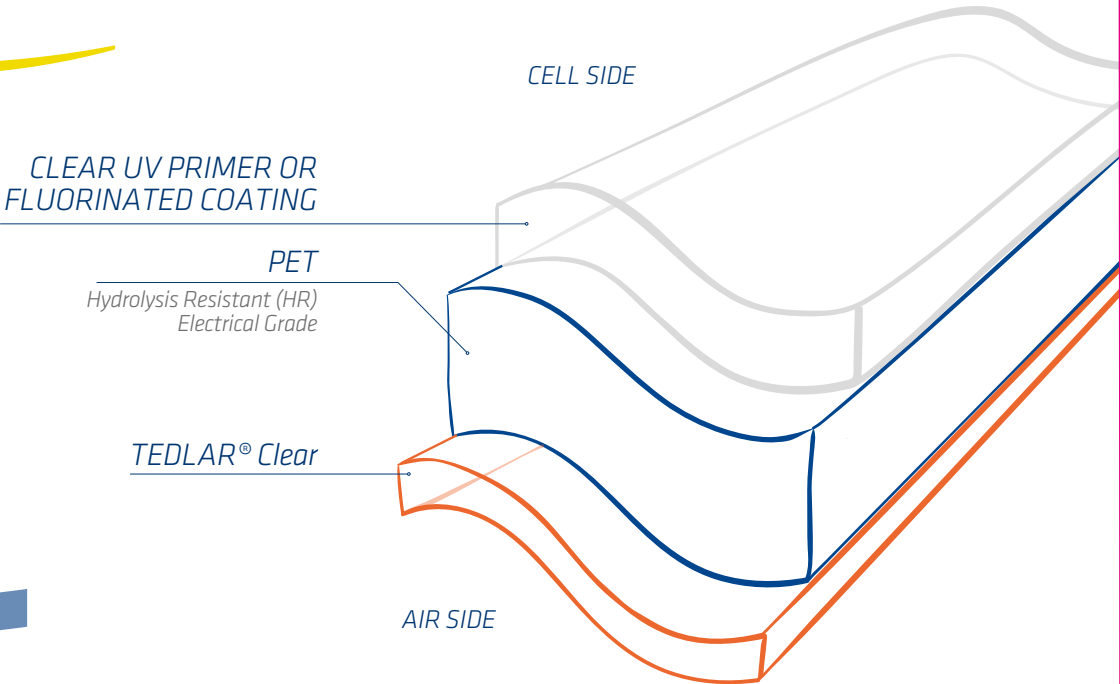 CELL SIDE
CLEAR UV PRIMER OR
FLUORINATED COATING
PET
Hydrolysis Resistant (HR)
Electrical Grade
TEDLAR® Clear
AIR SIDE